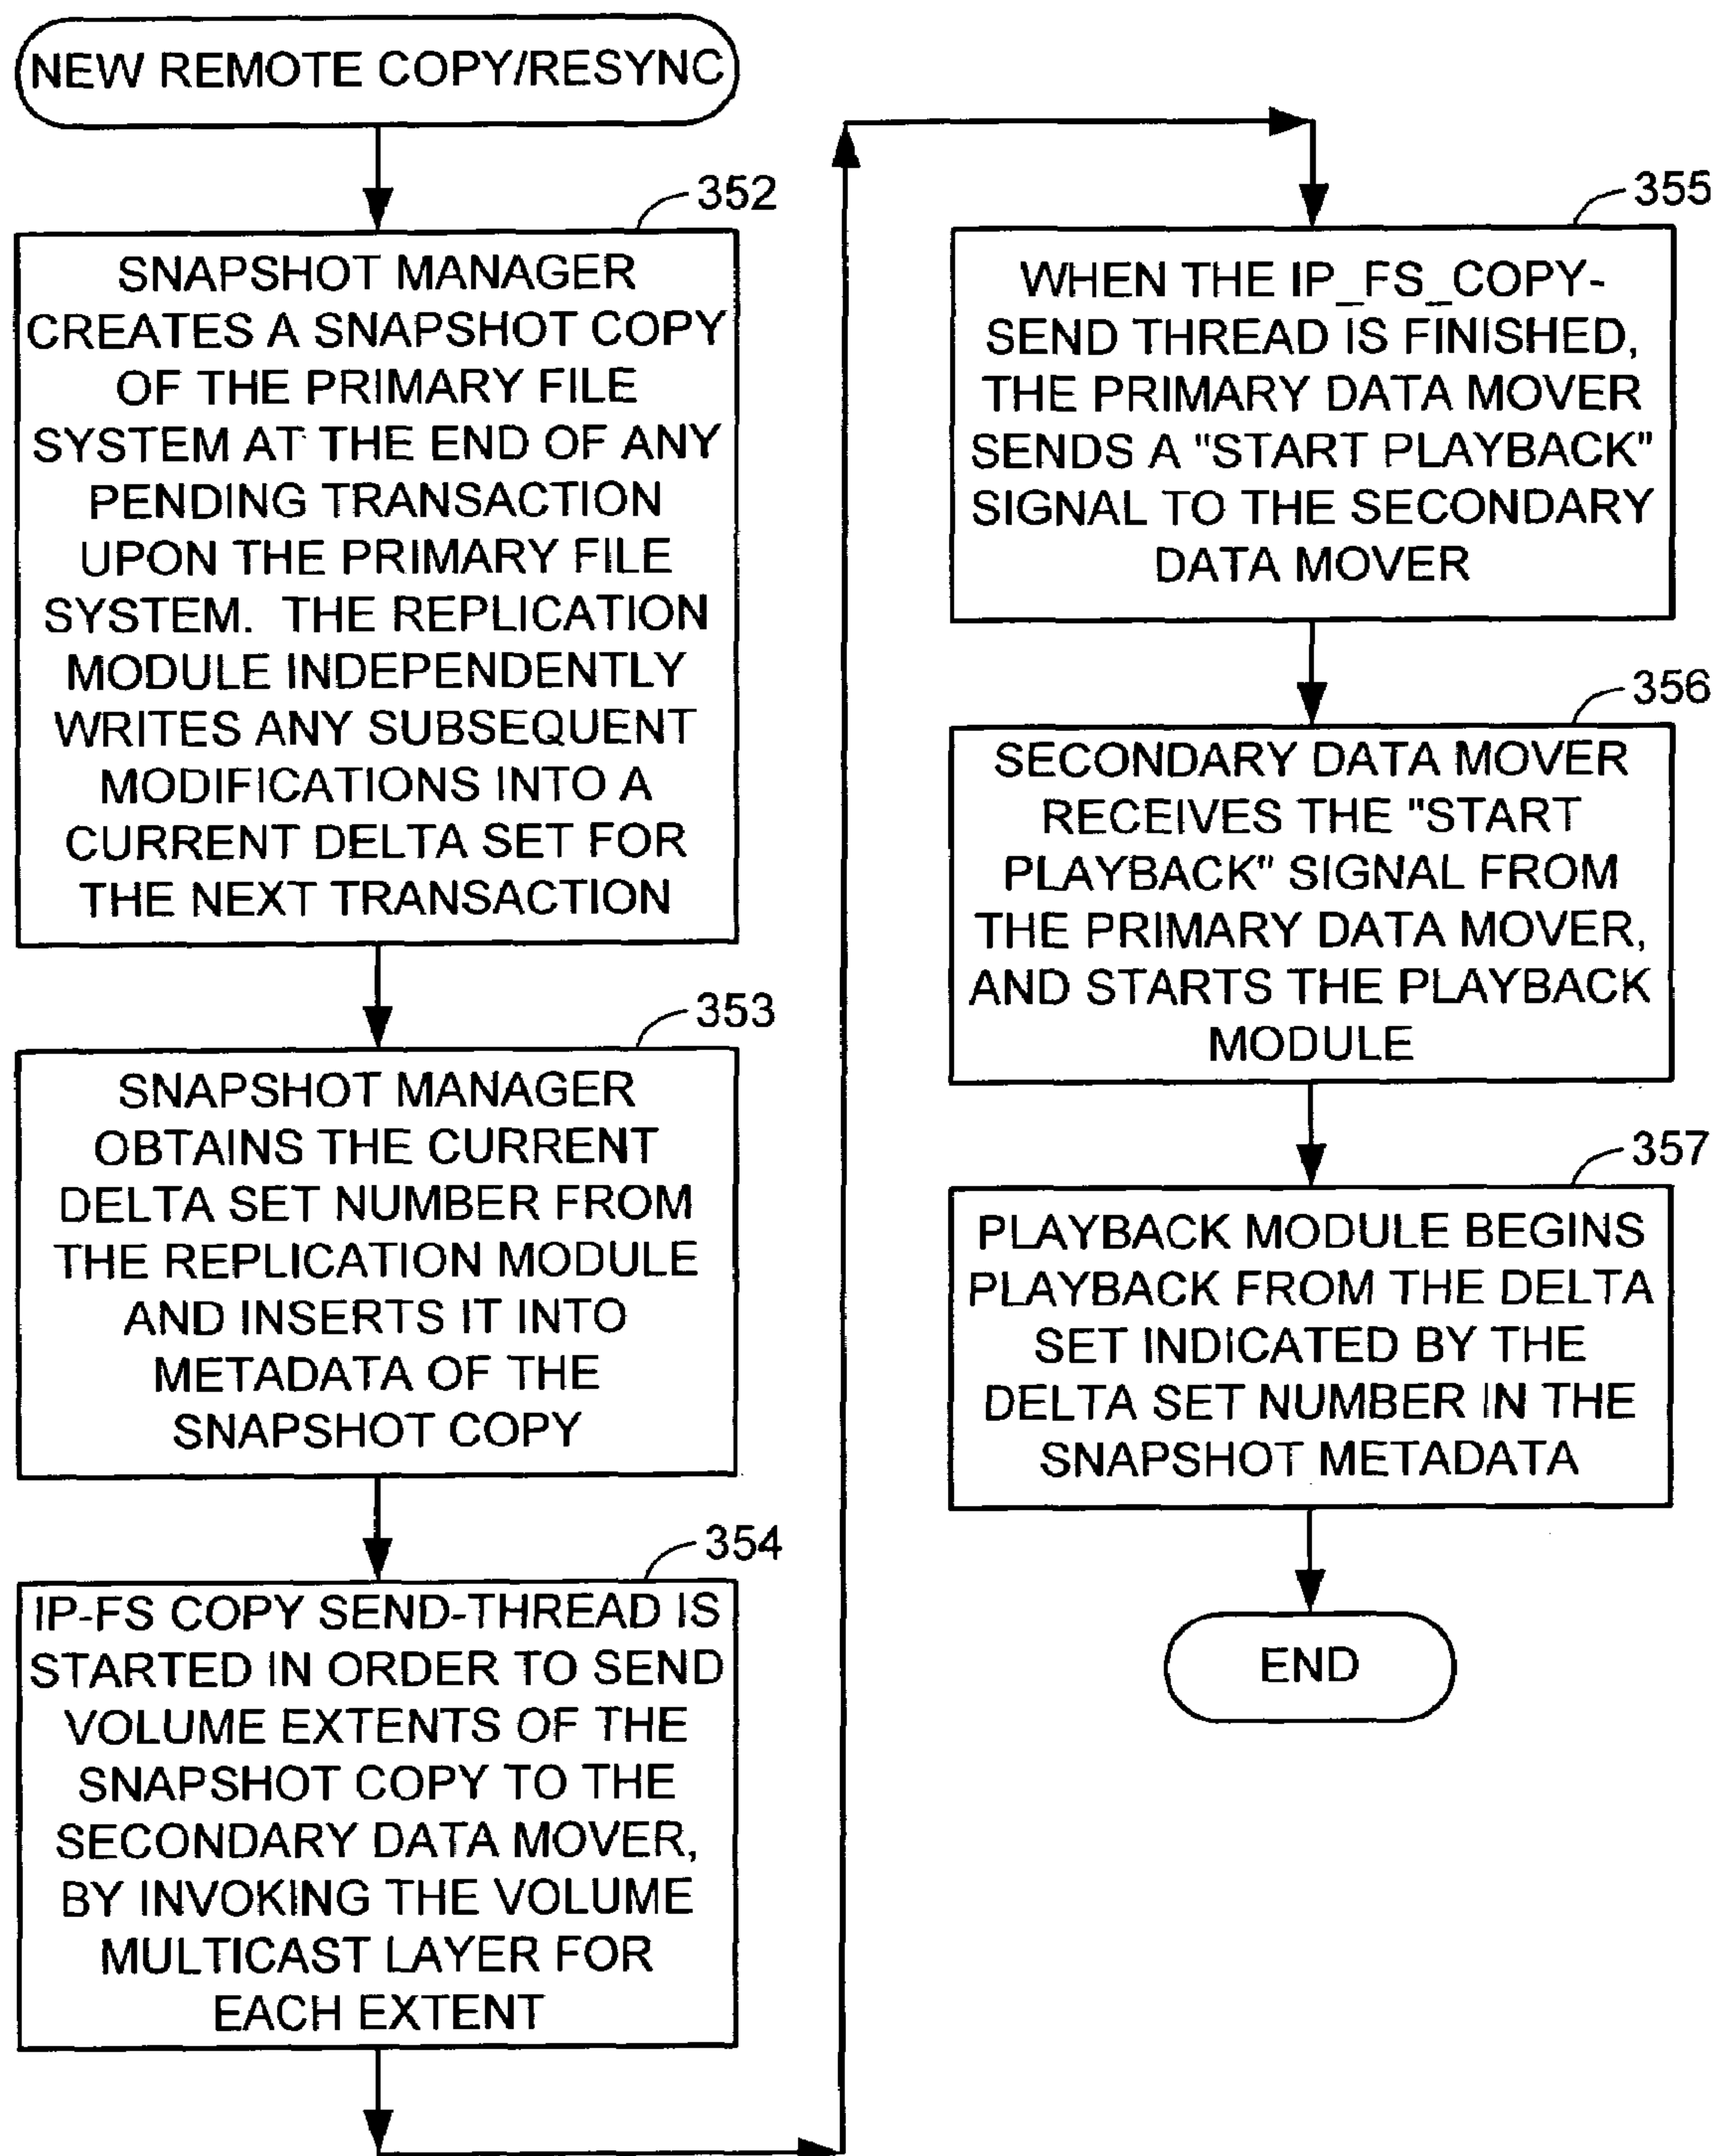 NEW REMOTE COPY/RESYNC
352
SNAPSHOT MANAGER
CREATES A SNAPSHOT COPY
OF THE PRIMARY FILE
SYSTEM AT THE END OF ANY
PENDING TRANSACTION
UPON THE PRIMARY FILE
SYSTEM. THE REPLICATION
MODULE INDEPENDENTLY
WRITES ANY SUBSEQUENT
MODIFICATIONS INTO A
CURRENT DELTA SET FOR
THE NEXT TRANSACTION
353
SNAPSHOT MANAGER
OBTAINS THE CURRENT
DELTA SET NUMBER FROM
THE REPLICATION MODULE
AND INSERTS IT INTO
METADATA OF THE
SNAPSHOT COPY
354
IP-FS COPY SEND-THREAD IS
STARTED IN ORDER TO SEND
VOLUME EXTENTS OF THE
SNAPSHOT COPY TO THE
SECONDARY DATA MOVER,
BY INVOKING THE VOLUME
MULTICAST LAYER FOR
EACH EXTENT
355
WHEN THE IP_FS_COPY-
SEND THREAD IS FINISHED,
THE PRIMARY DATA MOVER
SENDS A "START PLAYBACK"
SIGNAL TO THE SECONDARY
DATA MOVER
356
SECONDARY DATA MOVER
RECEIVES THE "START
PLAYBACK" SIGNAL FROM
THE PRIMARY DATA MOVER,
AND STARTS THE PLAYBACK
MODULE
357
PLAYBACK MODULE BEGINS
PLAYBACK FROM THE DELTA
SET INDICATED BY THE
DELTA SET NUMBER IN THE
SNAPSHOT METADATA
END